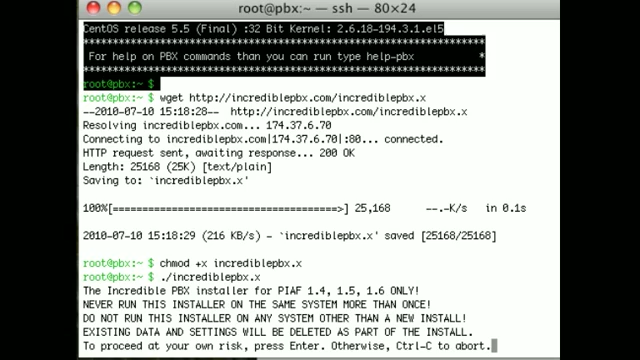 root@pbx:~ — ssh — 80×24
CentOS release 5.5 (Final) :32 Bit Kernel: 2.6.18-194.3.1.el5
**************************************************************
For help on PBX commands than you can run type help-pbx *
**************************************************************
root@pbx:~ $
root@pbx:~ $ wget http://incrediblepbx.com/incrediblepbx.x
--2010-07-10 15:18:28-- http://incrediblepbx.com/incrediblepbx.x
Resolving incrediblepbx.com... 174.37.6.70
Connecting to incrediblepbx.com|174.37.6.70|:80... connected.
HTTP request sent, awaiting response... 200 OK
Length: 25168 (25K) [text/plain]
Saving to: `incrediblepbx.x'
100%[======================================>] 25,168 --.-K/s in 0.1s
2010-07-10 15:18:29 (216 KB/s) - `incrediblepbx.x' saved [25168/25168]
root@pbx:~ $ chmod +x incrediblepbx.x
root@pbx:~ $ ./incrediblepbx.x
The Incredible PBX installer for PIAF 1.4, 1.5, 1.6 ONLY!
NEVER RUN THIS INSTALLER ON THE SAME SYSTEM MORE THAN ONCE!
DO NOT RUN THIS INSTALLER ON ANY SYSTEM OTHER THAN A NEW INSTALL!
EXISTING DATA AND SETTINGS WILL BE DELETED AS PART OF THE INSTALL.
To proceed at your own risk, press Enter. Otherwise, Ctrl-C to abort.